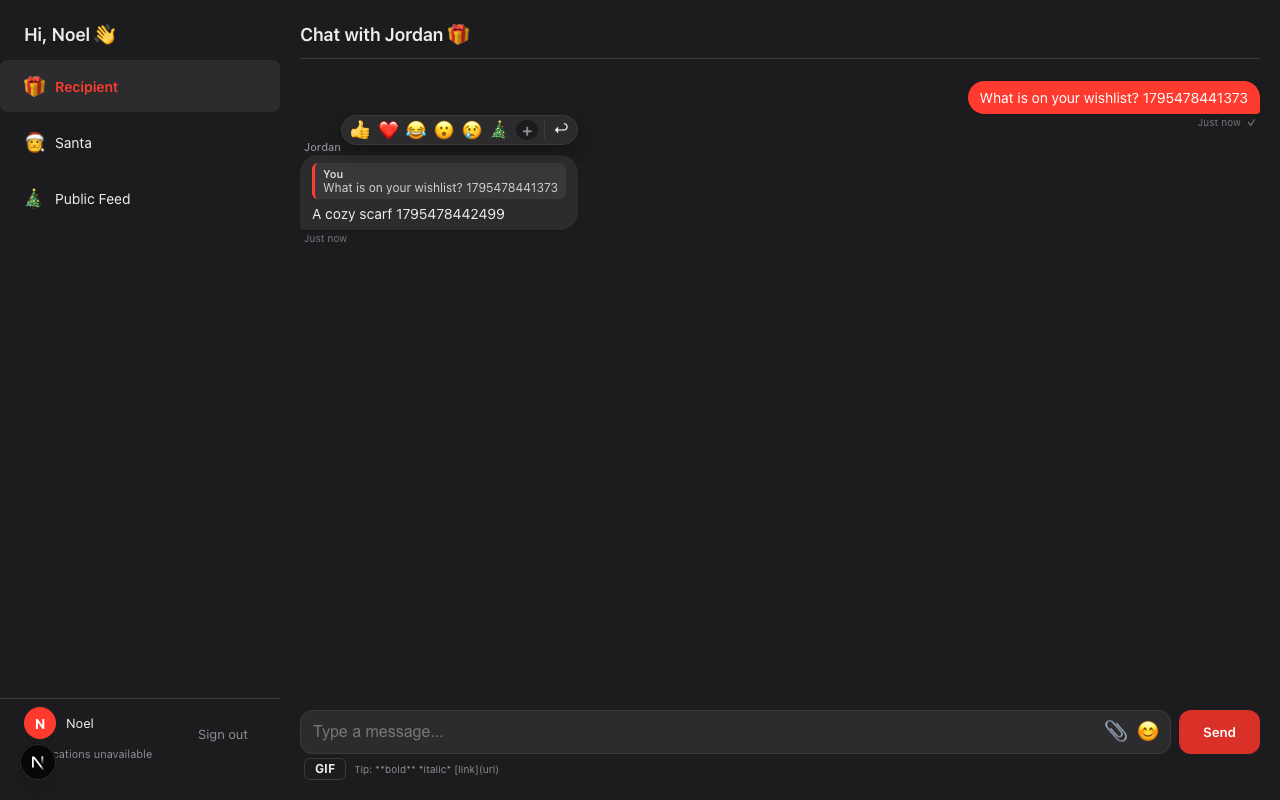 Hi, Noel 👋
Recipient
Santa
Public Feed
Chat with Jordan 🎁
What is on your wishlist? 1795478441373
Just now ✓
Jordan
You
What is on your wishlist? 1795478441373
A cozy scarf 1795478442499
Just now
N
Noel
Sign out
cations unavailable
N
Type a message...
Send
GIF
Tip: **bold** *italic* [link](url)